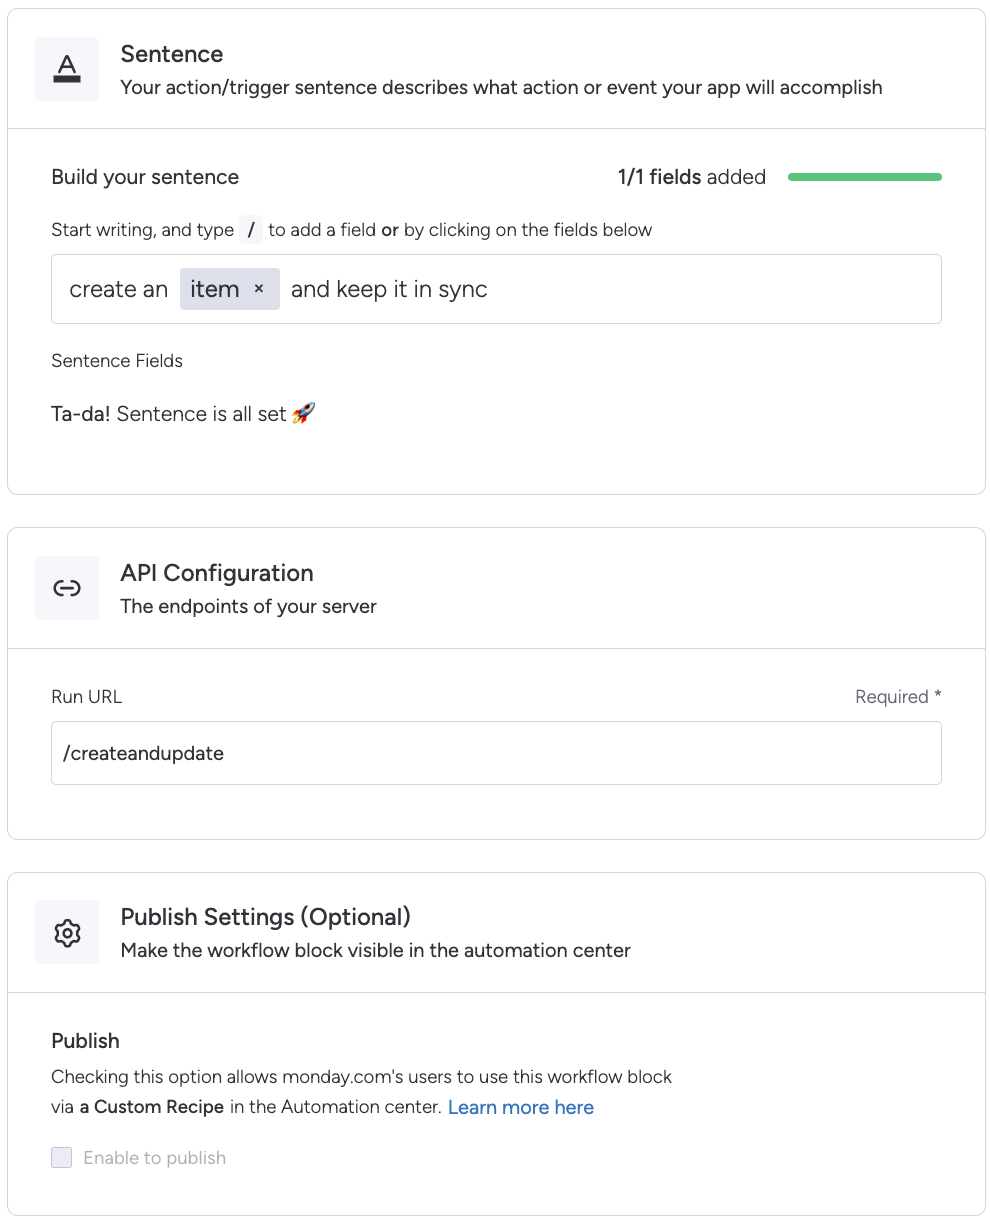 Sentence
Your action/trigger sentence describes what action or event your app will accomplish
Build your sentence
1/1 fields added
Start writing, and type / to add a field or by clicking on the fields below
create an item × and keep it in sync
Sentence Fields
Ta-da! Sentence is all set 🚀
API Configuration
The endpoints of your server
Run URL
Required *
/createandupdate
Publish Settings (Optional)
Make the workflow block visible in the automation center
Publish
Checking this option allows monday.com's users to use this workflow block
via a Custom Recipe in the Automation center. Learn more here
Enable to publish